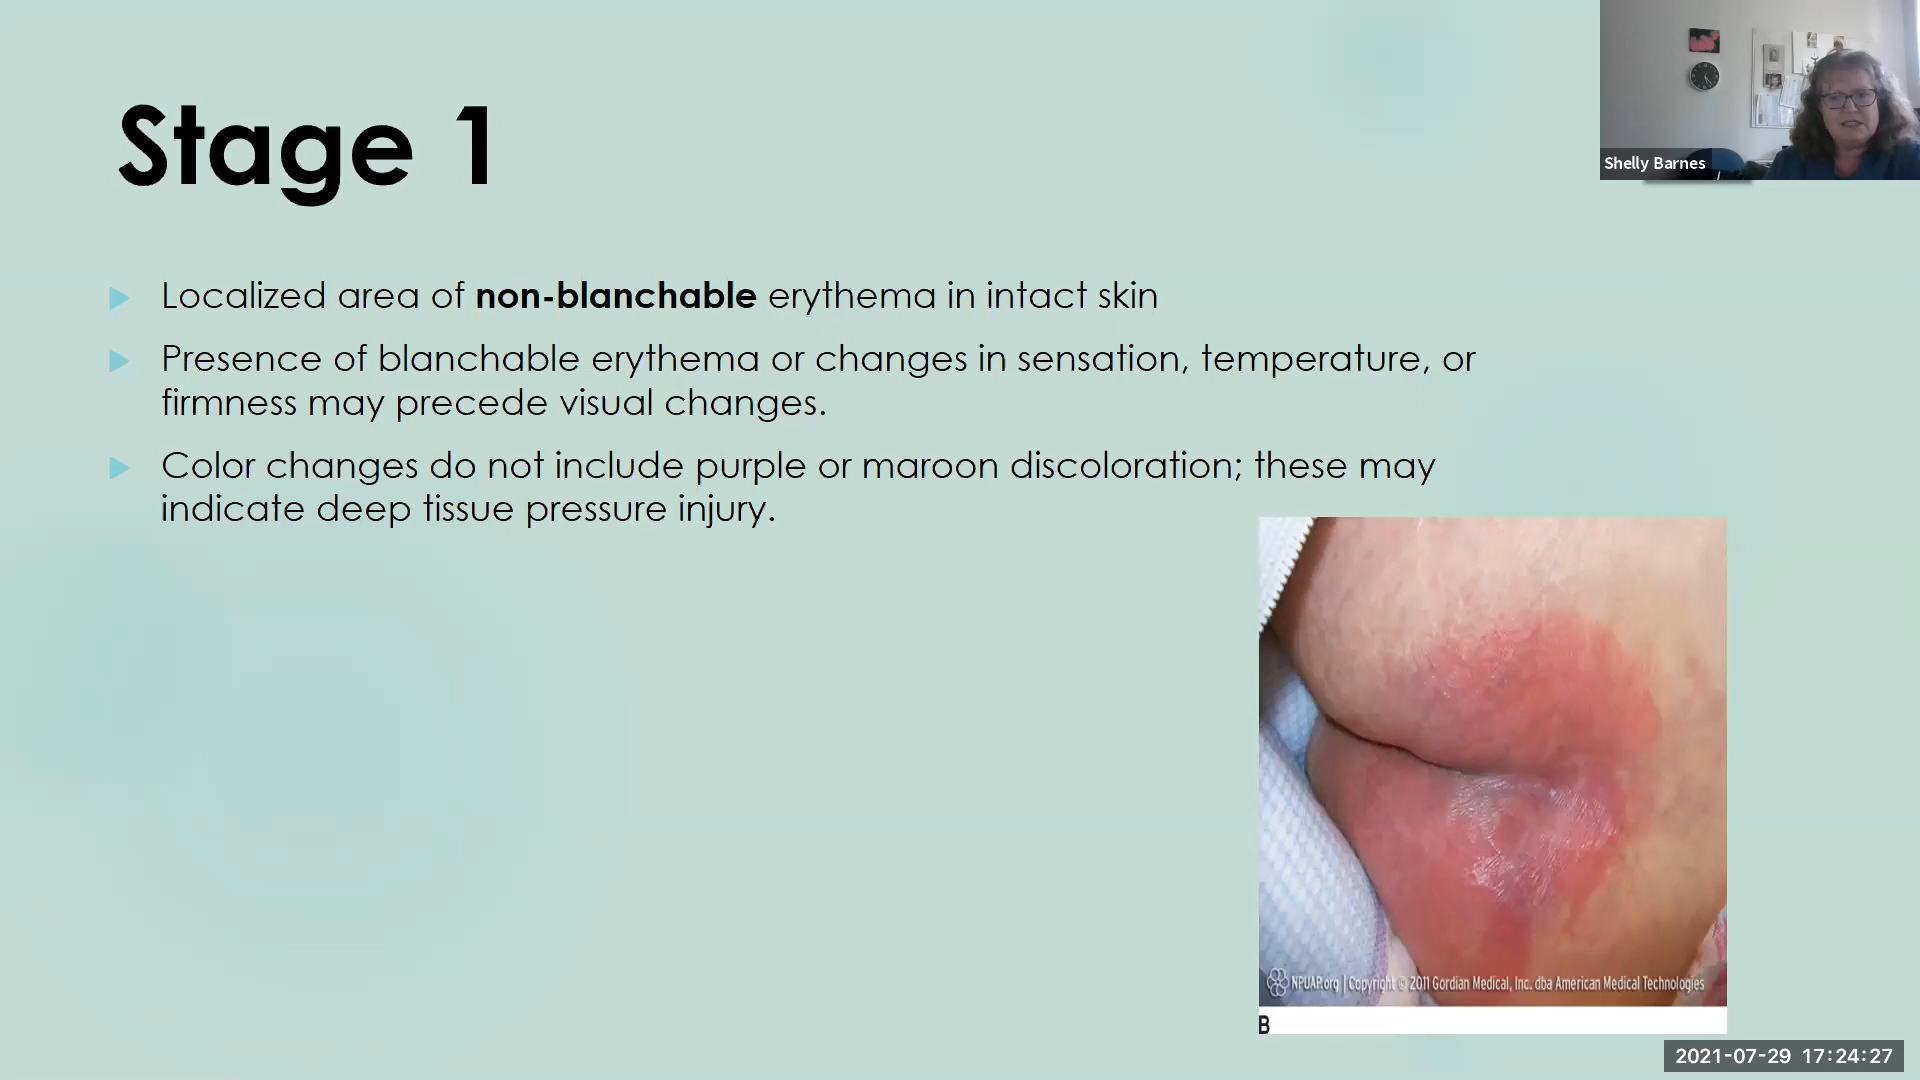 Stage 1
Shelly Barnes
Localized area of non-blanchable erythema in intact skin
Presence of blanchable erythema or changes in sensation, temperature, or
firmness may precede visual changes.
Color changes do not include purple or maroon discoloration; these may
indicate deep tissue pressure injury.
NPUAP.org | Copyright © 2011 Gordian Medical, Inc. dba American Medical Technologies
B
2021-07-29 17:24:27